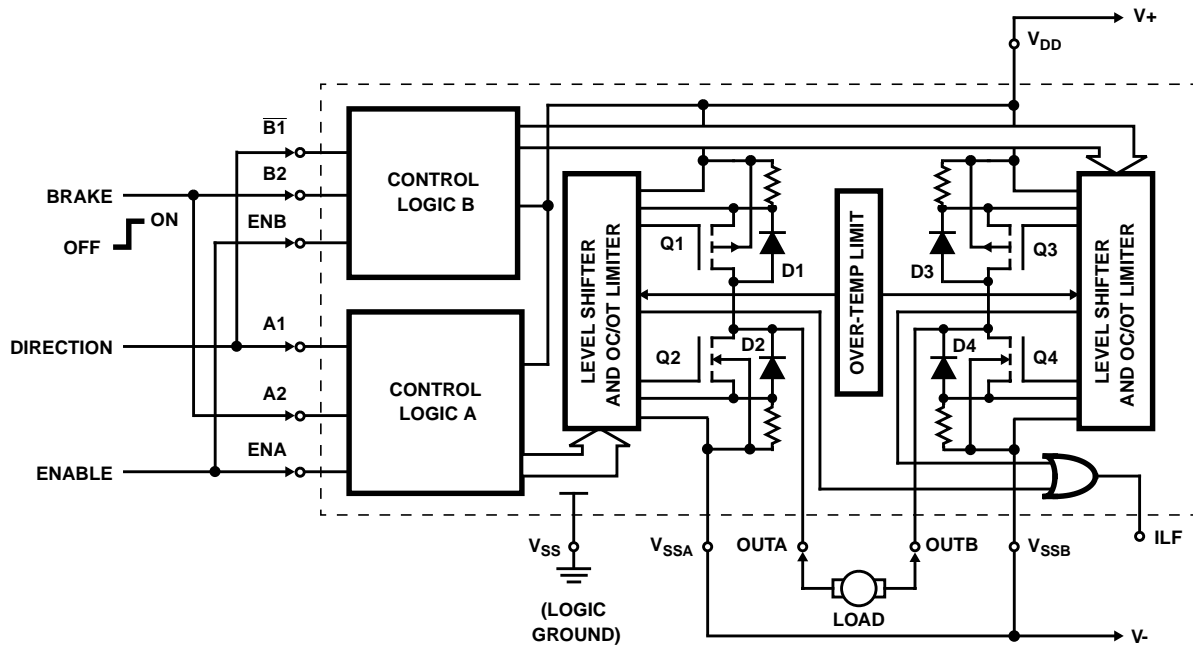 V+
VDD
B1
BRAKE
B2
ON
OFF
ENB
CONTROL
LOGIC B
DIRECTION
A1
A2
ENABLE
ENA
CONTROL
LOGIC A
LEVEL SHIFTER
AND OC/OT LIMITER
Q1
D1
Q2
D2
OVER-TEMP LIMIT
D3
Q3
D4
Q4
LEVEL SHIFTER
AND OC/OT LIMITER
VSS
(LOGIC
GROUND)
VSSA
OUTA
OUTB
VSSB
ILF
LOAD
V-